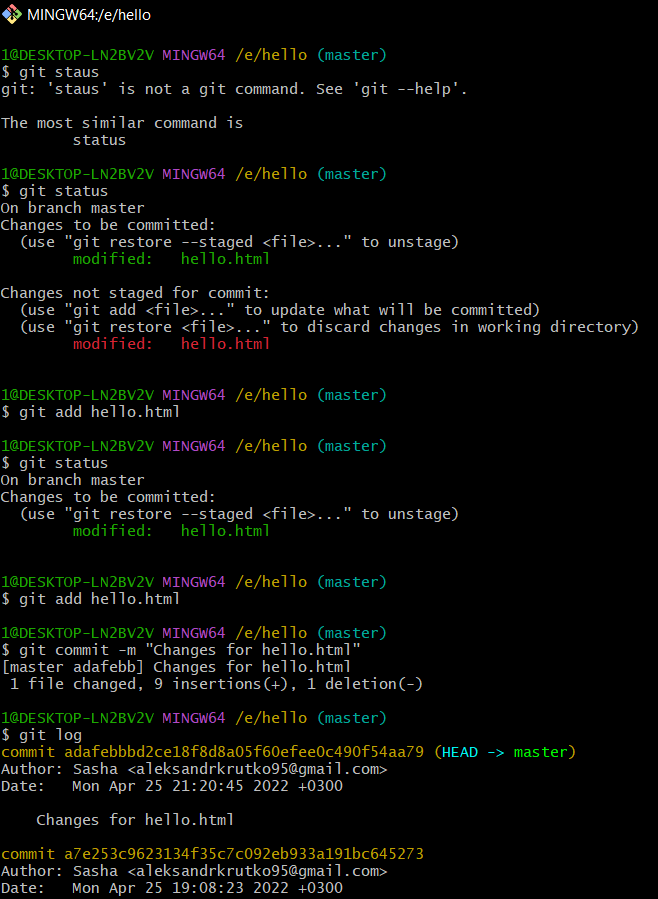 MINGW64:/e/hello
1@DESKTOP-LN2BV2V MINGW64 /e/hello (master)
$ git staus
git: 'staus' is not a git command. See 'git --help'.
The most similar command is
status
1@DESKTOP-LN2BV2V MINGW64 /e/hello (master)
$ git status
On branch master
Changes to be committed:
(use "git restore --staged <file>..." to unstage)
modified: hello.html
Changes not staged for commit:
(use "git add <file>..." to update what will be committed)
(use "git restore <file>..." to discard changes in working directory)
modified: hello.html
1@DESKTOP-LN2BV2V MINGW64 /e/hello (master)
$ git add hello.html
1@DESKTOP-LN2BV2V MINGW64 /e/hello (master)
$ git status
On branch master
Changes to be committed:
(use "git restore --staged <file>..." to unstage)
modified: hello.html
1@DESKTOP-LN2BV2V MINGW64 /e/hello (master)
$ git add hello.html
1@DESKTOP-LN2BV2V MINGW64 /e/hello (master)
$ git commit -m "Changes for hello.html"
[master adafebb] Changes for hello.html
1 file changed, 9 insertions(+), 1 deletion(-)
1@DESKTOP-LN2BV2V MINGW64 /e/hello (master)
$ git log
commit adafebbbd2ce18f8d8a05f60efee0c490f54aa79 (HEAD -> master)
Author: Sasha <aleksandrkrutko95@gmail.com>
Date: Mon Apr 25 21:20:45 2022 +0300
Changes for hello.html
commit a7e253c9623134f35c7c092eb933a191bc645273
Author: Sasha <aleksandrkrutko95@gmail.com>
Date: Mon Apr 25 19:08:23 2022 +0300